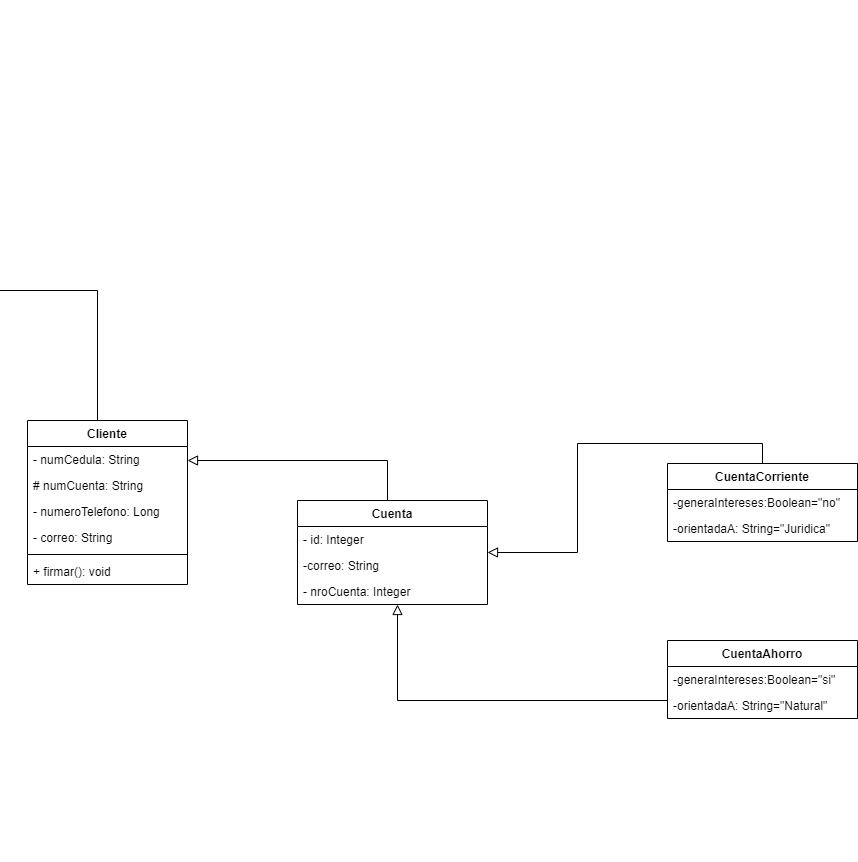 Cliente
- numCedula: String
# numCuenta: String
- numeroTelefono: Long
- correo: String
+ firmar(): void
Cuenta
- id: Integer
-correo: String
- nroCuenta: Integer
CuentaCorriente
-generaIntereses:Boolean="no"
-orientadaA: String="Juridica"
CuentaAhorro
-generaIntereses:Boolean="si"
-orientadaA: String="Natural"